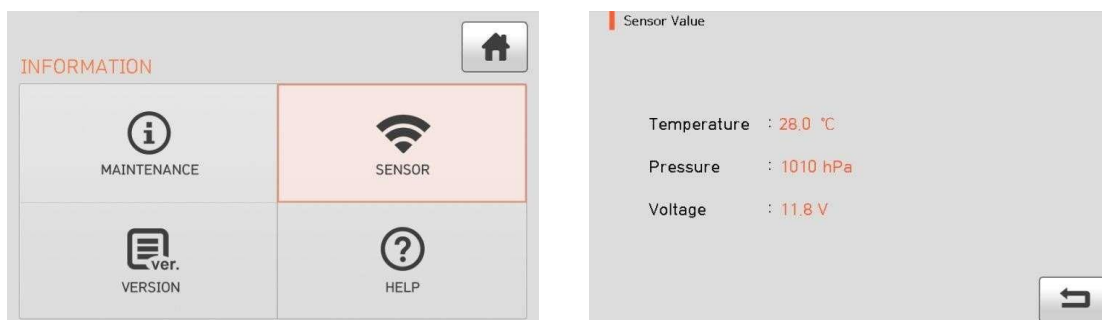 INFORMATION
MAINTENANCE
SENSOR
ver.
VERSION
HELP
Sensor Value
Temperature : 28.0 ℃
Pressure : 1010 hPa
Voltage : 11.8 V